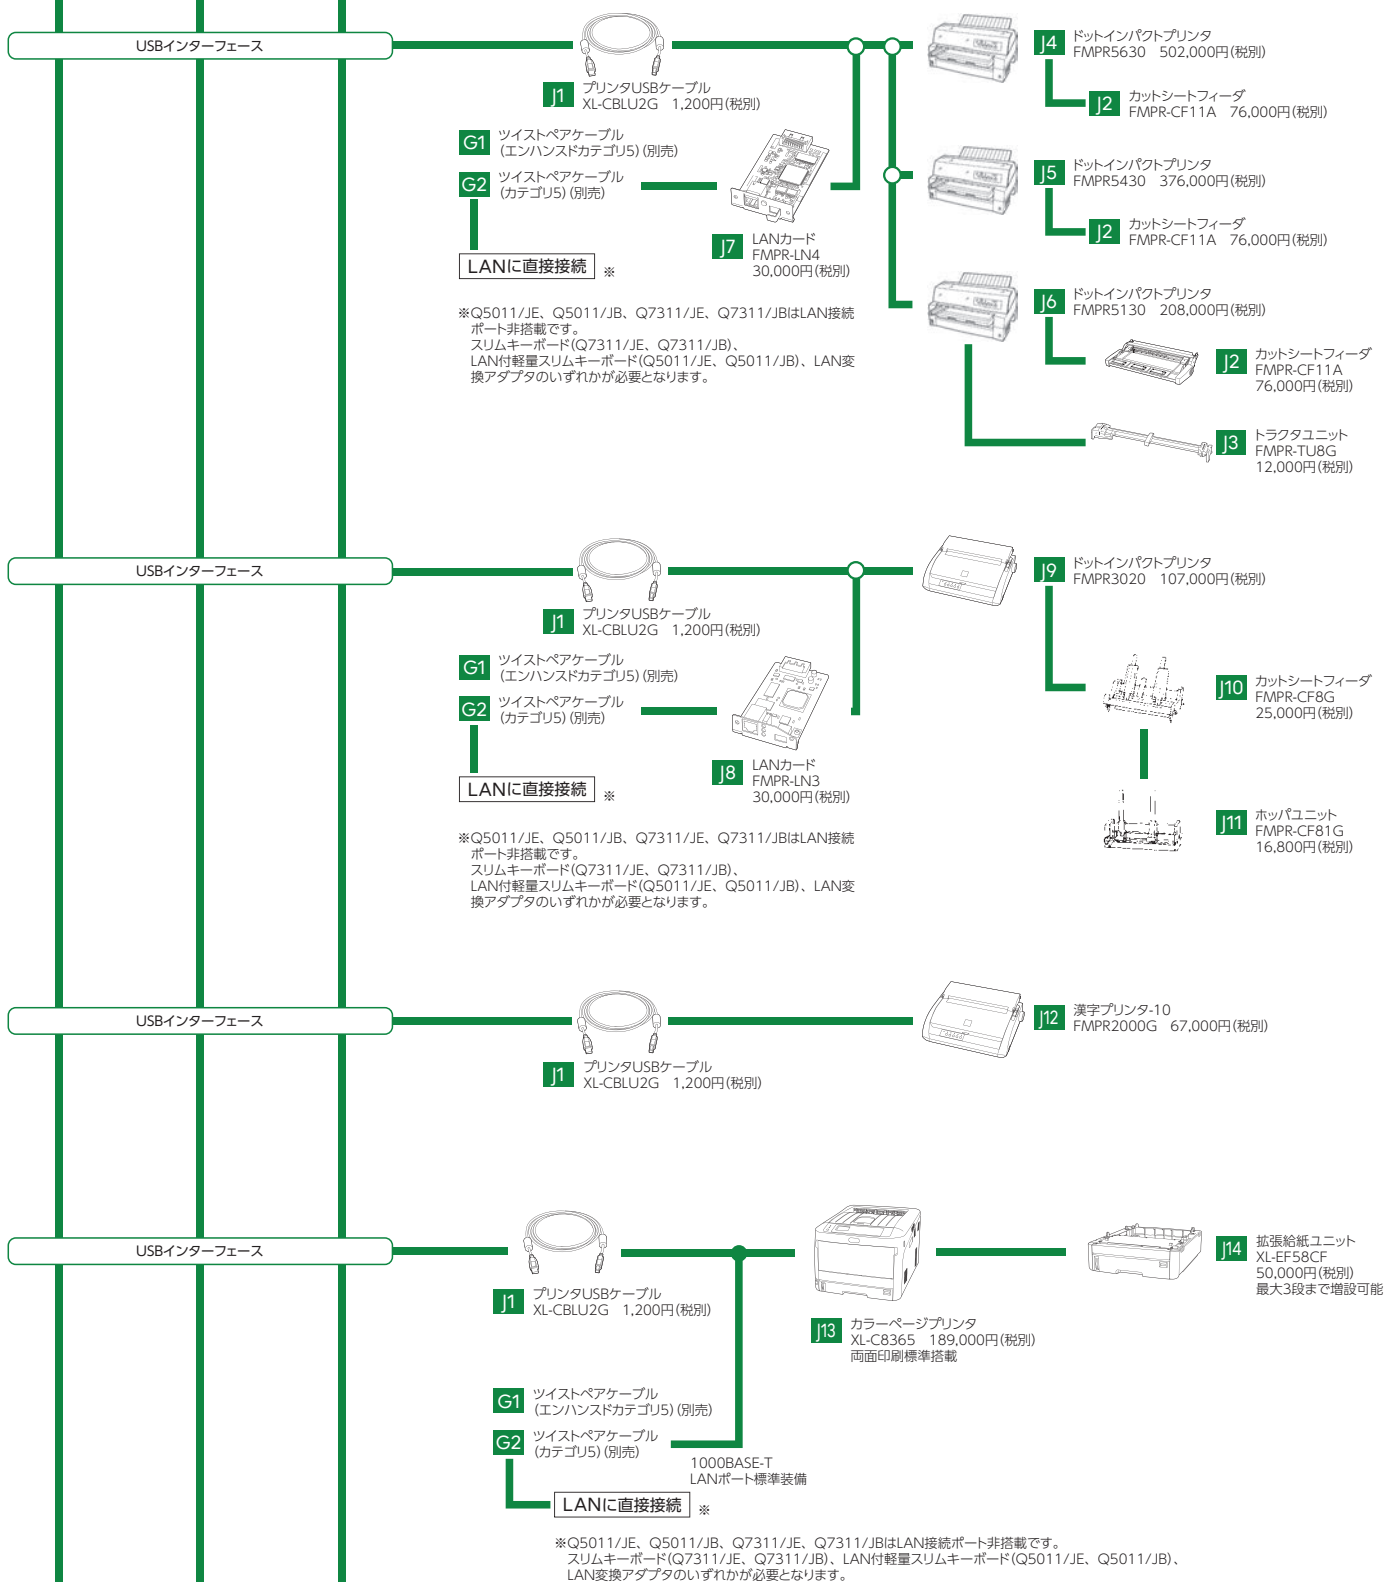 USBインターフェース
J1 プリンタUSBケーブル
XL-CBLU2G 1,200円(税別)
G1 ツイストペアケーブル
(エンハンスドカテゴリ5)(別売)
G2 ツイストペアケーブル
(カテゴリ5)(別売)
LANに直接接続 ※
J7 LANカード
FMPR-LN4
30,000円(税別)
※Q5011/JE、Q5011/JB、Q7311/JE、Q7311/JBはLAN接続
ポート非搭載です。
スリムキーボード(Q7311/JE、Q7311/JB)、
LAN付軽量スリムキーボード(Q5011/JE、Q5011/JB)、LAN変
換アダプタのいずれかが必要となります。
J4 ドットインパクトプリンタ
FMPR5630 502,000円(税別)
J2 カットシートフィーダ
FMPR-CF11A 76,000円(税別)
J5 ドットインパクトプリンタ
FMPR5430 376,000円(税別)
J2 カットシートフィーダ
FMPR-CF11A 76,000円(税別)
J6 ドットインパクトプリンタ
FMPR5130 208,000円(税別)
J2 カットシートフィーダ
FMPR-CF11A
76,000円(税別)
J3 トラクタユニット
FMPR-TU8G
12,000円(税別)
USBインターフェース
J1 プリンタUSBケーブル
XL-CBLU2G 1,200円(税別)
G1 ツイストペアケーブル
(エンハンスドカテゴリ5)(別売)
G2 ツイストペアケーブル
(カテゴリ5)(別売)
LANに直接接続 ※
J8 LANカード
FMPR-LN3
30,000円(税別)
※Q5011/JE、Q5011/JB、Q7311/JE、Q7311/JBはLAN接続
ポート非搭載です。
スリムキーボード(Q7311/JE、Q7311/JB)、
LAN付軽量スリムキーボード(Q5011/JE、Q5011/JB)、LAN変
換アダプタのいずれかが必要となります。
J9 ドットインパクトプリンタ
FMPR3020 107,000円(税別)
J10 カットシートフィーダ
FMPR-CF8G
25,000円(税別)
J11 ホッパユニット
FMPR-CF81G
16,800円(税別)
USBインターフェース
J1 プリンタUSBケーブル
XL-CBLU2G 1,200円(税別)
J12 漢字プリンタ-10
FMPR2000G 67,000円(税別)
USBインターフェース
J1 プリンタUSBケーブル
XL-CBLU2G 1,200円(税別)
J13 カラーページプリンタ
XL-C8365 189,000円(税別)
両面印刷標準搭載
J14 拡張給紙ユニット
XL-EF58CF
50,000円(税別)
最大3段まで増設可能
G1 ツイストペアケーブル
(エンハンスドカテゴリ5)(別売)
G2 ツイストペアケーブル
(カテゴリ5)(別売)
1000BASE-T
LANポート標準装備
LANに直接接続 ※
※Q5011/JE、Q5011/JB、Q7311/JE、Q7311/JBはLAN接続ポート非搭載です。
スリムキーボード(Q7311/JE、Q7311/JB)、LAN付軽量スリムキーボード(Q5011/JE、Q5011/JB)、
LAN変換アダプタのいずれかが必要となります。